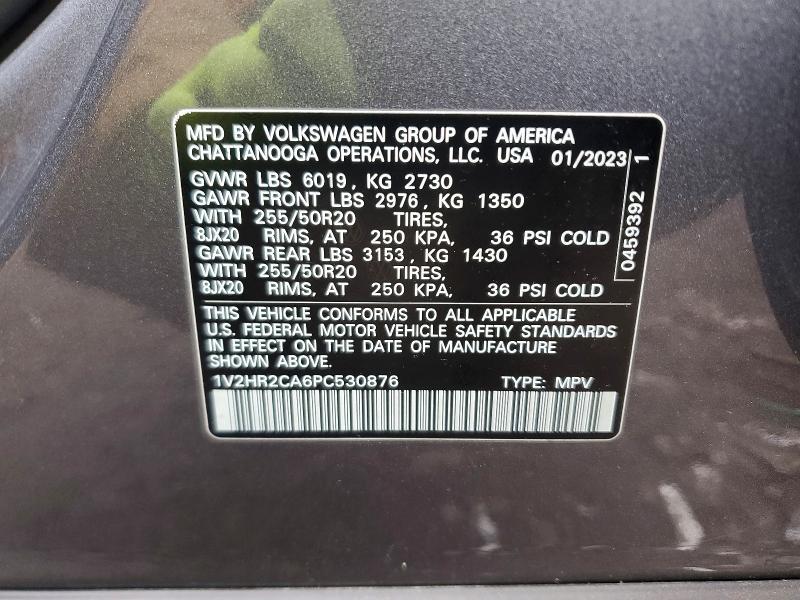 MFD BY VOLKSWAGEN GROUP OF AMERICA
CHATTANOOGA OPERATIONS, LLC. USA 01/2023 1
GVWR LBS 6019, KG 2730
GAWR FRONT LBS 2976, KG 1350
WITH 255/50R20 TIRES,
8JX20 RIMS, AT 250 KPA, 36 PSI COLD
GAWR REAR LBS 3153, KG 1430
WITH 255/50R20 TIRES,
8JX20 RIMS, AT 250 KPA, 36 PSI COLD
0459392
THIS VEHICLE CONFORMS TO ALL APPLICABLE
U.S. FEDERAL MOTOR VEHICLE SAFETY STANDARDS
IN EFFECT ON THE DATE OF MANUFACTURE
SHOWN ABOVE.
1V2HR2CA6PC530876 TYPE: MPV